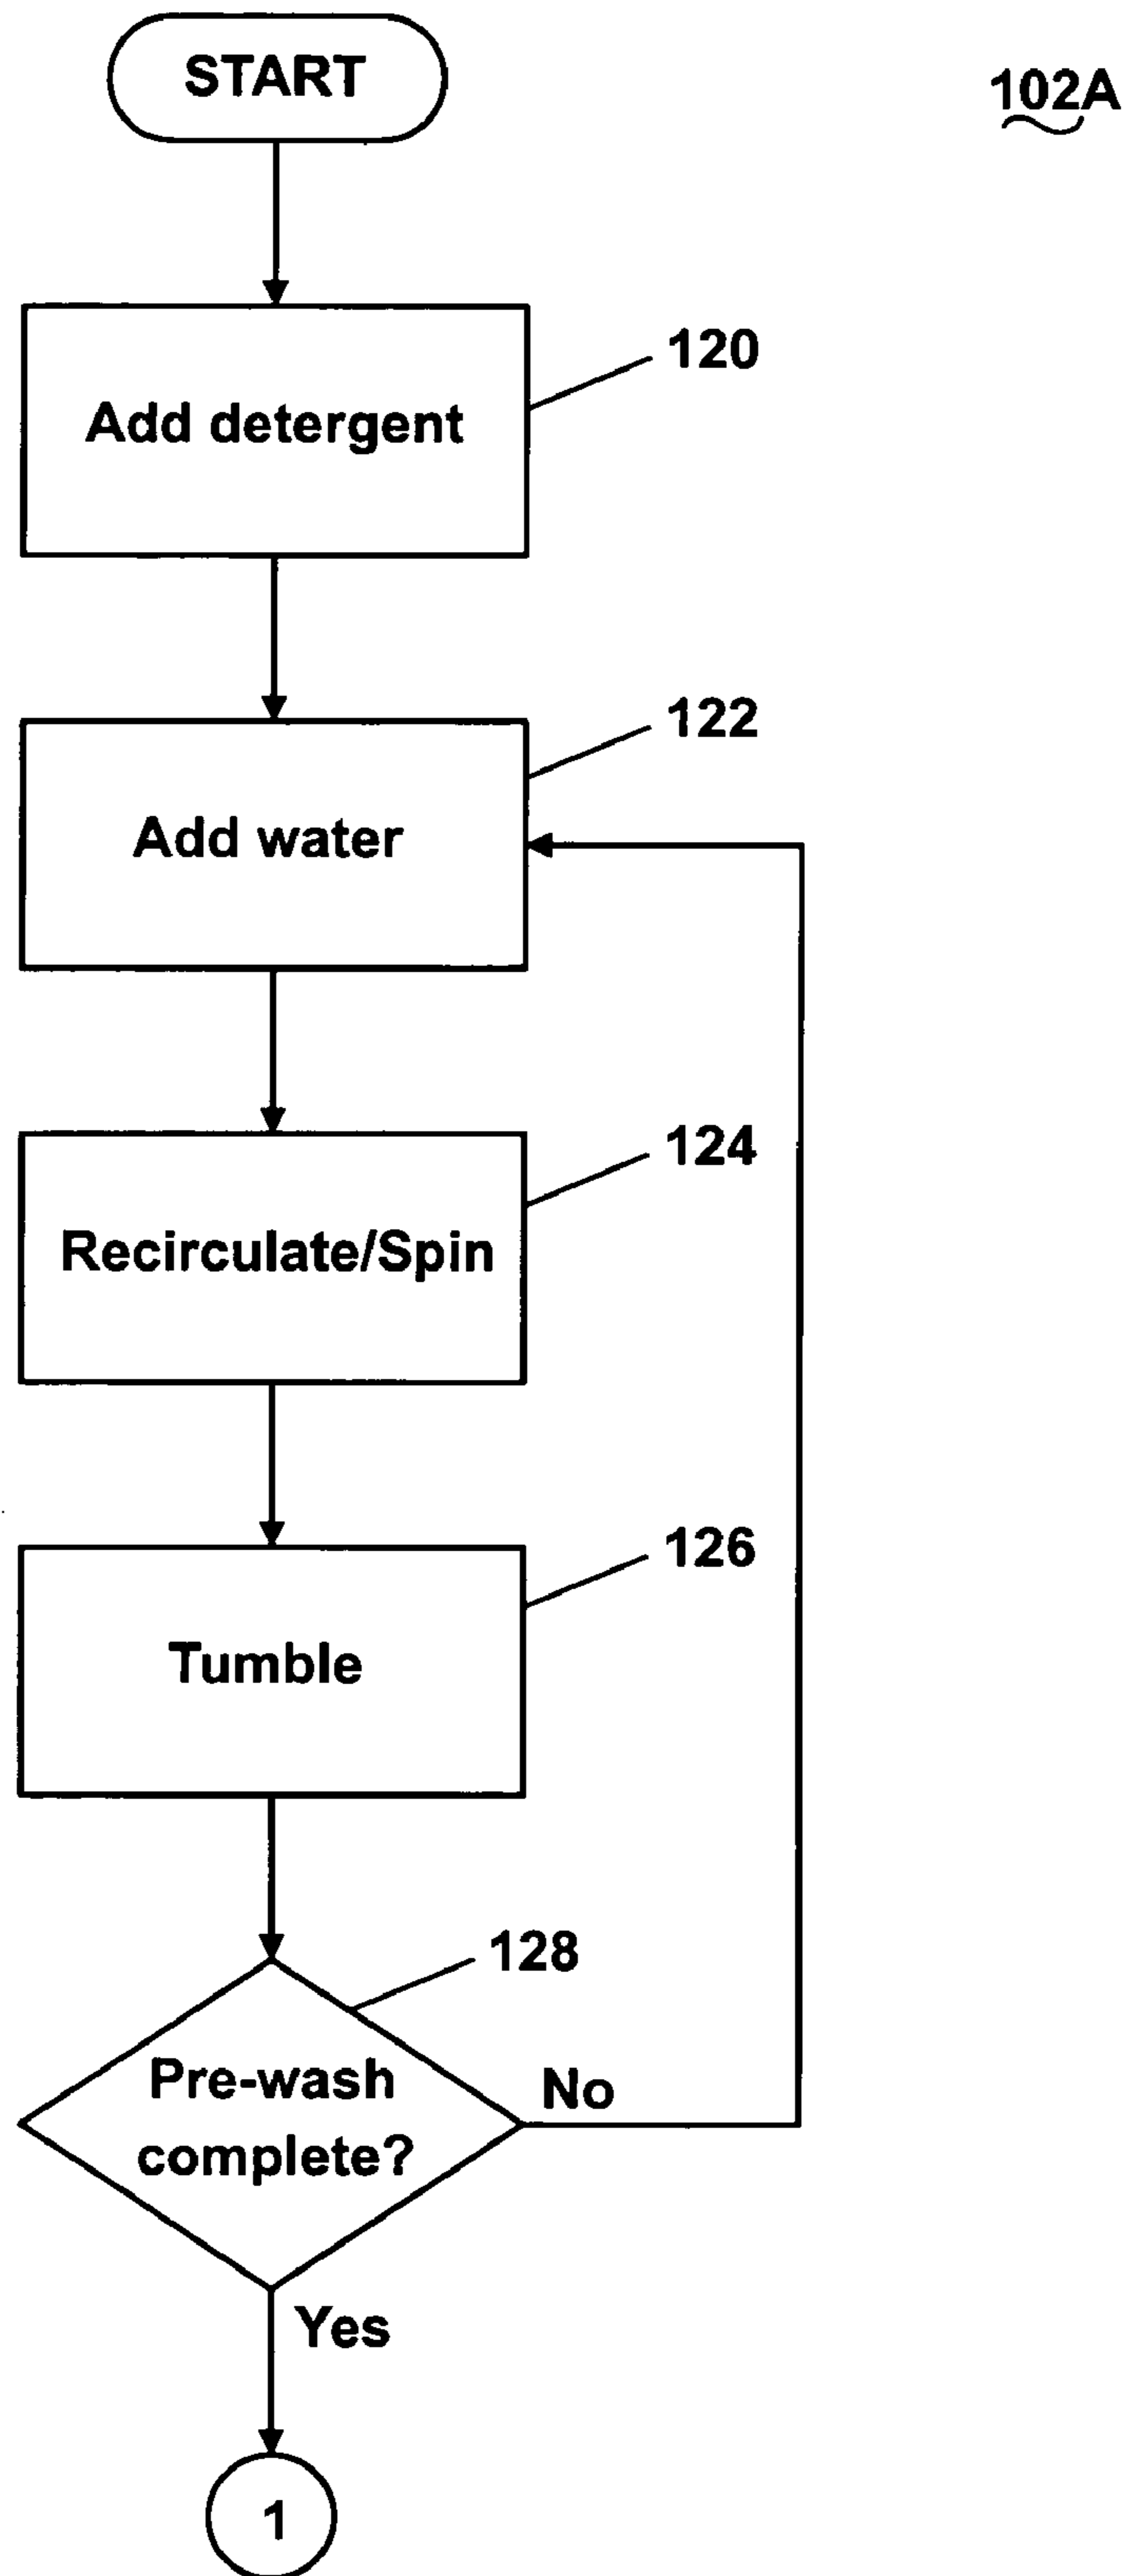 START
102A
120
Add detergent
122
Add water
124
Recirculate/Spin
126
Tumble
128
Pre-wash
complete?
No
Yes
1